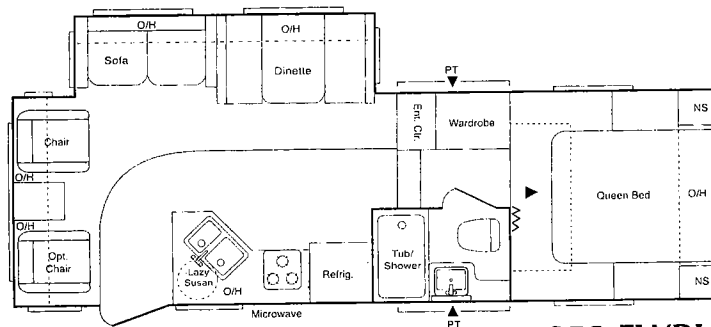 O/H
O/H
Sofa
Dinette
PT
NS
Ent. Ctr.
Wardrobe
Chair
O/H
Queen Bed
O/H
O/H
Opt.
Chair
Lazy
Susan
O/H
Refrig.
Tub/
Shower
NS
Microwave
PT